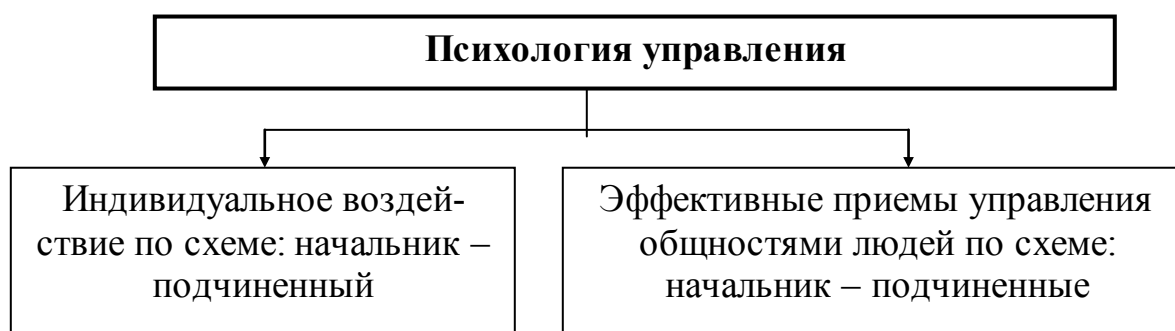 Психология управления
Индивидуальное воздей-
ствие по схеме: начальник –
подчиненный
Эффективные приемы управления
общностями людей по схеме:
начальник – подчиненные